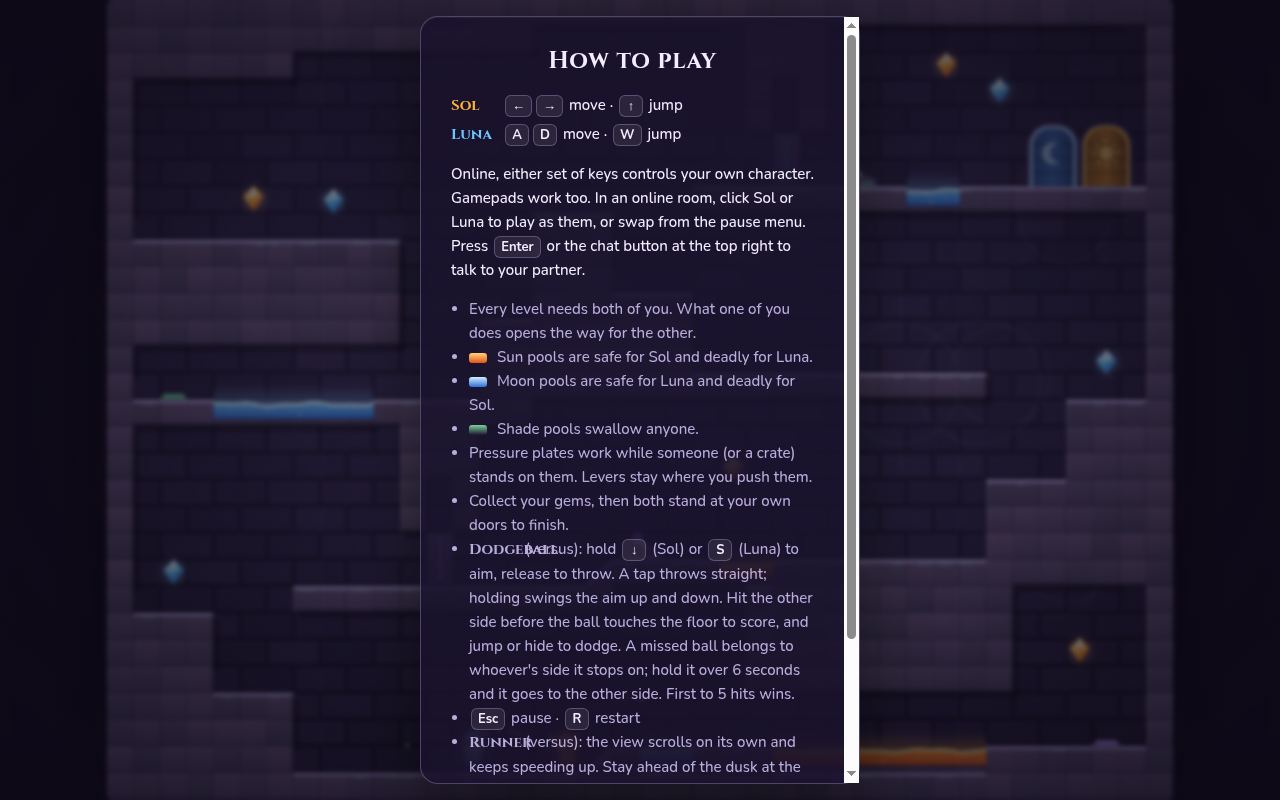 How to play
Sol ← → move · ↑ jump
Luna A D move · W jump
Online, either set of keys controls your own character.
Gamepads work too. In an online room, click Sol or
Luna to play as them, or swap from the pause menu.
Press Enter or the chat button at the top right to
talk to your partner.
• Every level needs both of you. What one of you
does opens the way for the other.
• Sun pools are safe for Sol and deadly for Luna.
• Moon pools are safe for Luna and deadly for
Sol.
• Shade pools swallow anyone.
• Pressure plates work while someone (or a crate)
stands on them. Levers stay where you push them.
• Collect your gems, then both stand at your own
doors to finish.
• Dodgeball (versus): hold ↓ (Sol) or S (Luna) to
aim, release to throw. A tap throws straight;
holding swings the aim up and down. Hit the other
side before the ball touches the floor to score, and
jump or hide to dodge. A missed ball belongs to
whoever's side it stops on; hold it over 6 seconds
and it goes to the other side. First to 5 hits wins.
• Esc pause · R restart
• Runner (versus): the view scrolls on its own and
keeps speeding up. Stay ahead of the dusk at the